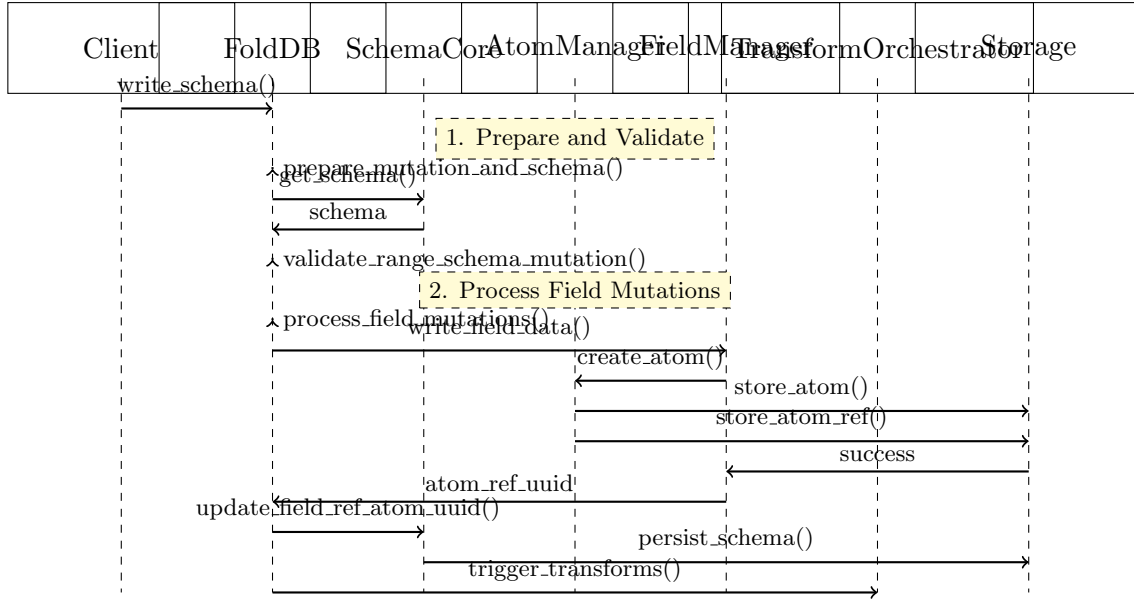 Client FoldDB SchemaCore AtomManager FieldManager TransformOrchestrator Storage
write_schema()
1. Prepare and Validate
prepare_mutation_and_schema()
get_schema()
schema
validate_range_schema_mutation()
2. Process Field Mutations
process_field_mutations()
write_field_data()
create_atom()
store_atom()
store_atom_ref()
success
atom_ref_uuid
update_field_ref_atom_uuid()
persist_schema()
trigger_transforms()